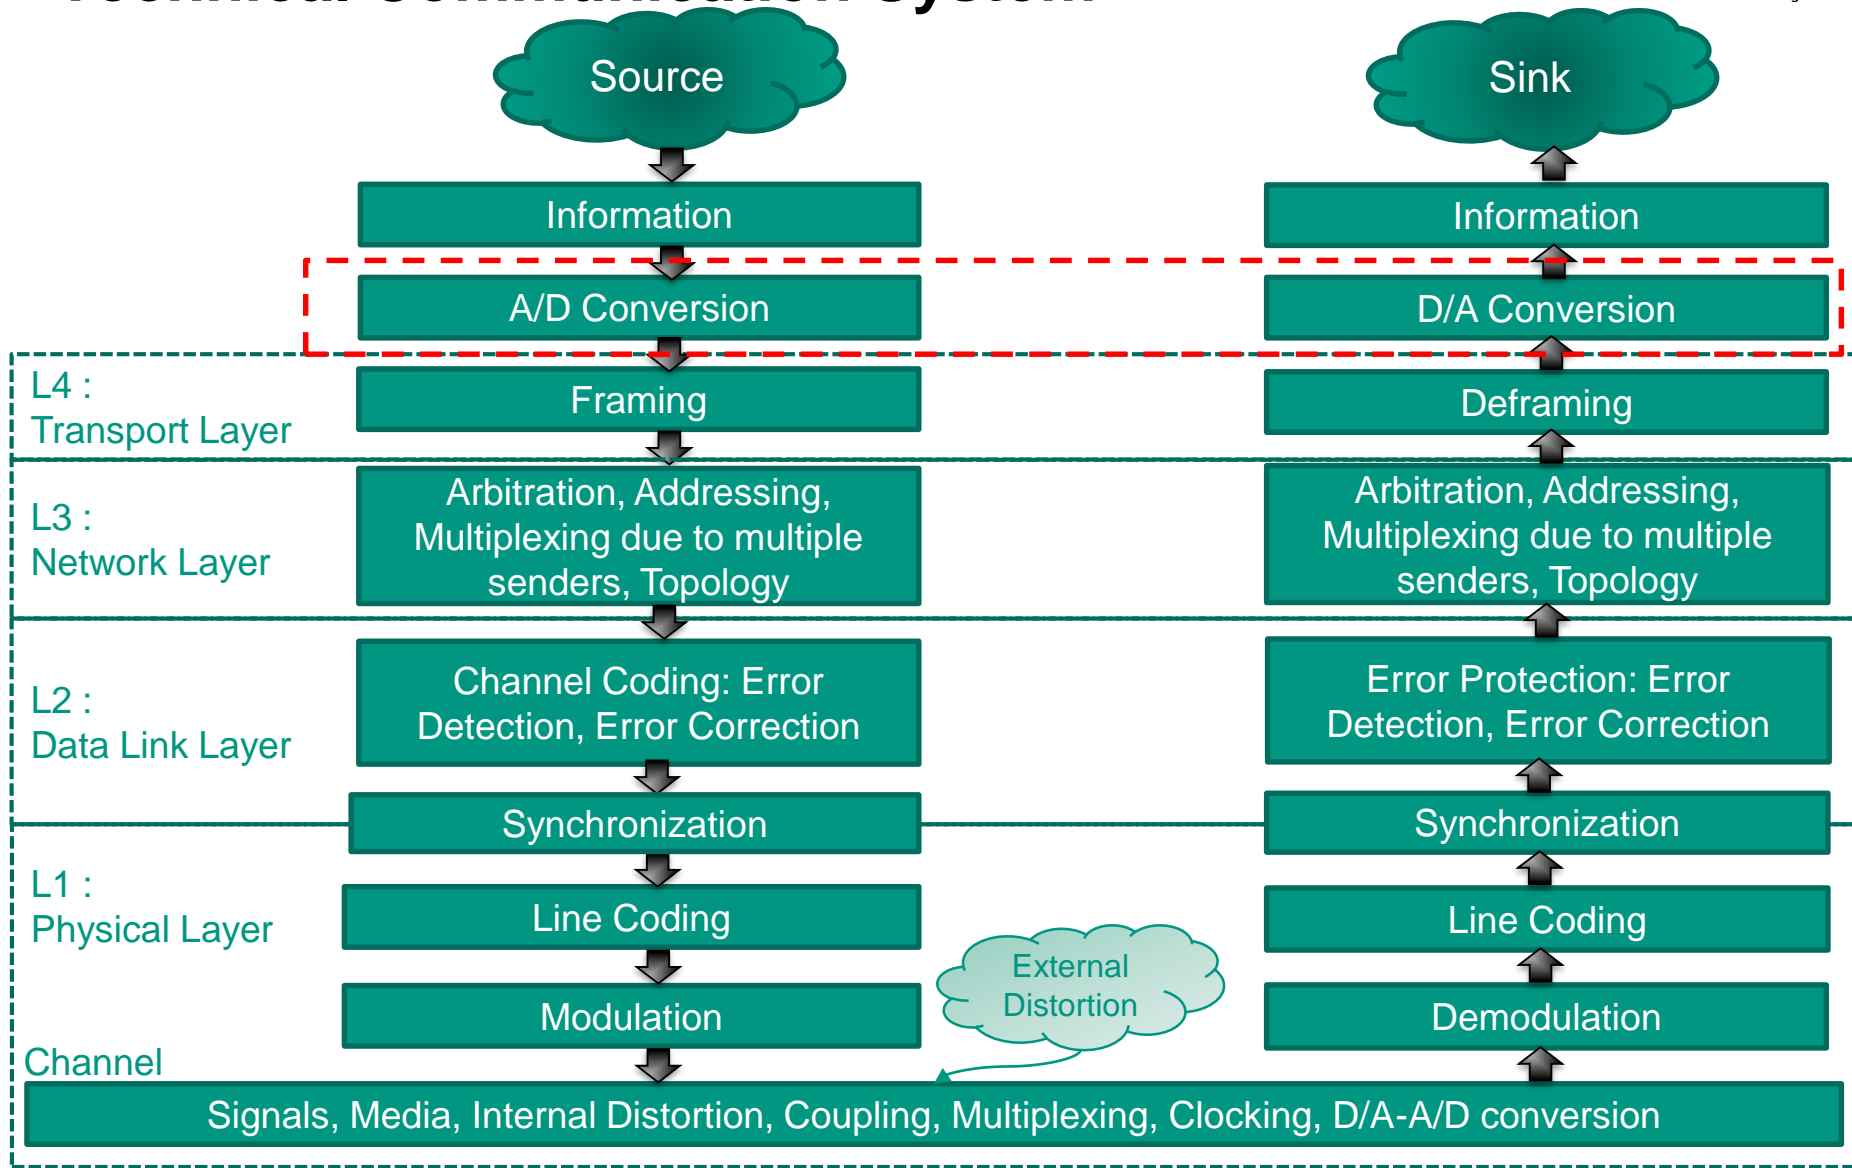 Technical Communication System
Source
Sink
Information
Information
A/D Conversion
D/A Conversion
L4 :
Transport Layer
Framing
Deframing
L3 :
Network Layer
Arbitration, Addressing,
Multiplexing due to multiple
senders, Topology
Arbitration, Addressing,
Multiplexing due to multiple
senders, Topology
L2 :
Data Link Layer
Channel Coding: Error
Detection, Error Correction
Error Protection: Error
Detection, Error Correction
Synchronization
Synchronization
L1 :
Physical Layer
Line Coding
Line Coding
External
Distortion
Modulation
Demodulation
Channel
Signals, Media, Internal Distortion, Coupling, Multiplexing, Clocking, D/A-A/D conversion